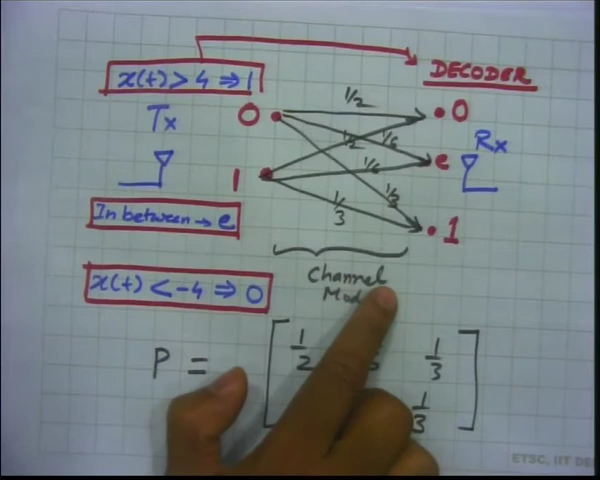 x(t) > 4 ⇒ 1
DECODER
Tx
0
1/2
0
1/2
1/6
e
Rx
1
1/6
1/3
1/3
1
In between → e
Channel
x(t) < -4 ⇒ 0
P = 1/2 1/3
1/3
ETSC, IIT